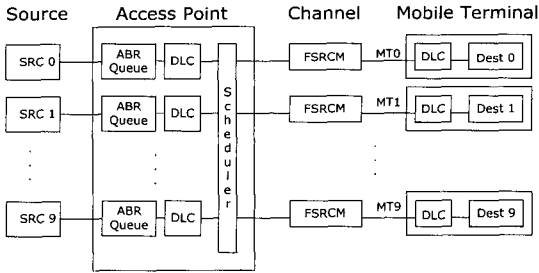 Source Access Point Channel Mobile Terminal
SRC 0 ABR Queue DLC FSRCM MT0 DLC Dest 0
SRC 1 ABR Queue DLC FSRCM MT1 DLC Dest 1
Scheduler
SRC 9 ABR Queue DLC FSRCM MT9 DLC Dest 9